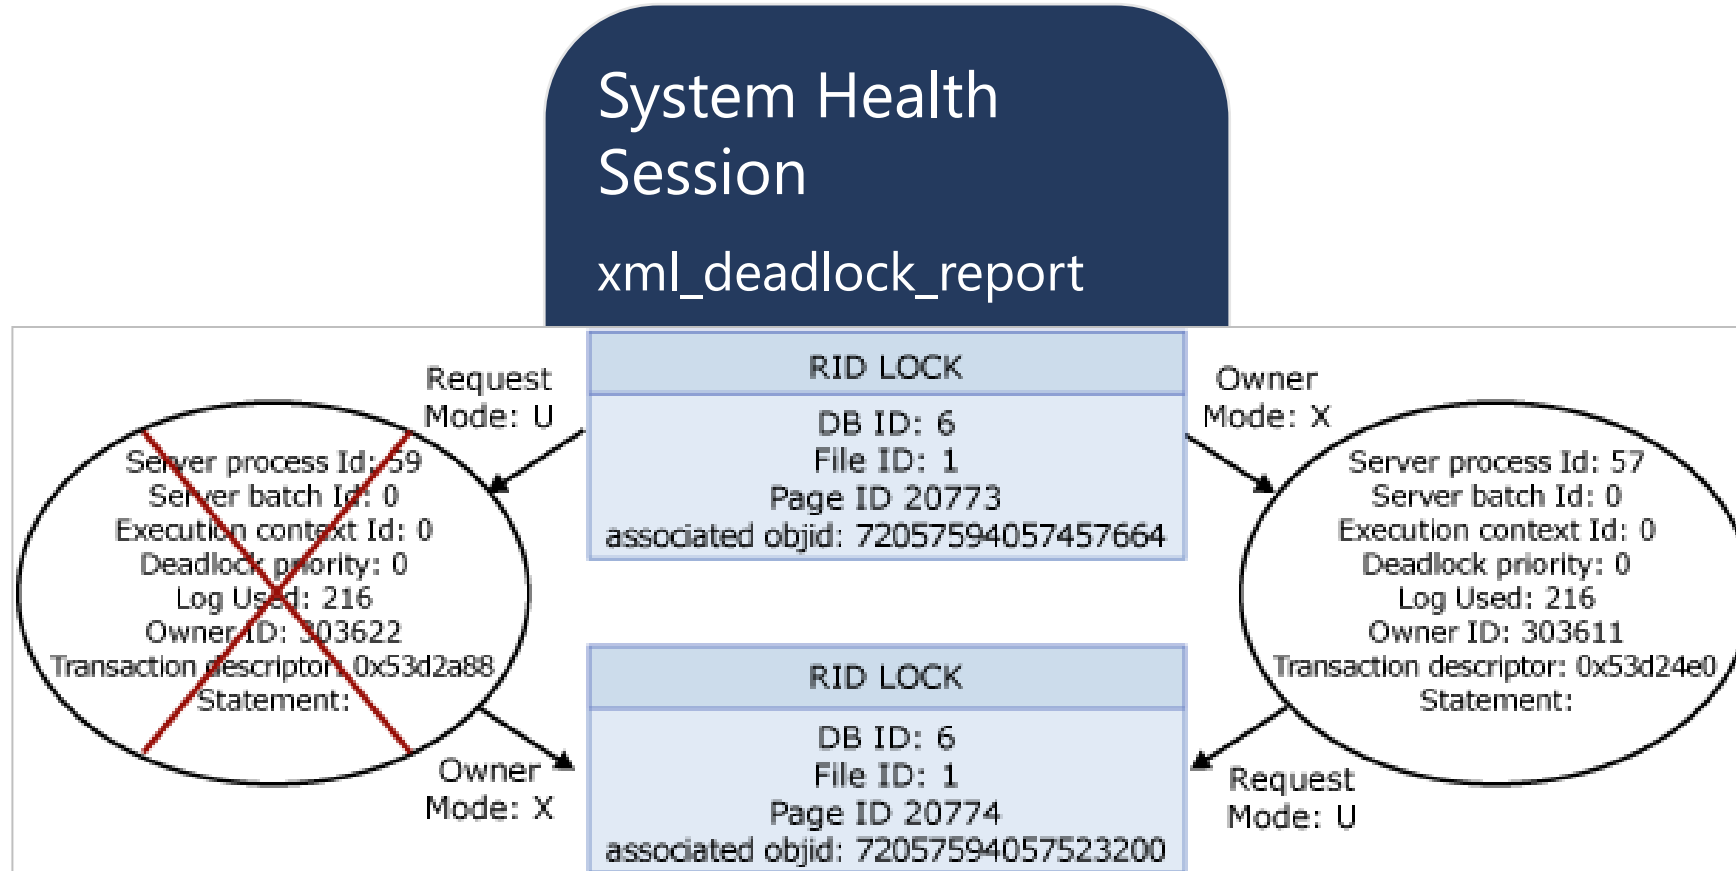 System Health
Session
xml_deadlock_report
Request
Mode: U
RID LOCK
DB ID: 6
File ID: 1
Page ID 20773
associated objid: 72057594057457664
Owner
Mode: X
Server process Id: 59
Server batch Id: 0
Execution context Id: 0
Deadlock priority: 0
Log Used: 216
Owner ID: 303622
Transaction descriptor: 0x53d2a88
Statement:
Server process Id: 57
Server batch Id: 0
Execution context Id: 0
Deadlock priority: 0
Log Used: 216
Owner ID: 303611
Transaction descriptor: 0x53d24e0
Statement:
Owner
Mode: X
RID LOCK
DB ID: 6
File ID: 1
Page ID 20774
associated objid: 72057594057523200
Request
Mode: U